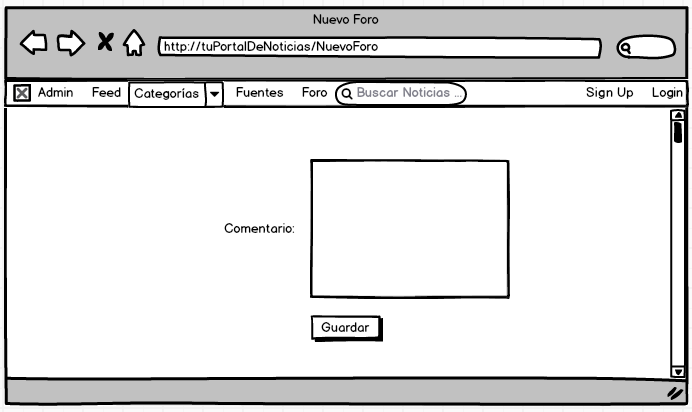 Nuevo Foro
http://tuPortalDeNoticias/NuevoForo
Admin Feed Categorías Fuentes Foro Buscar Noticias ... Sign Up Login
Comentario:
Guardar